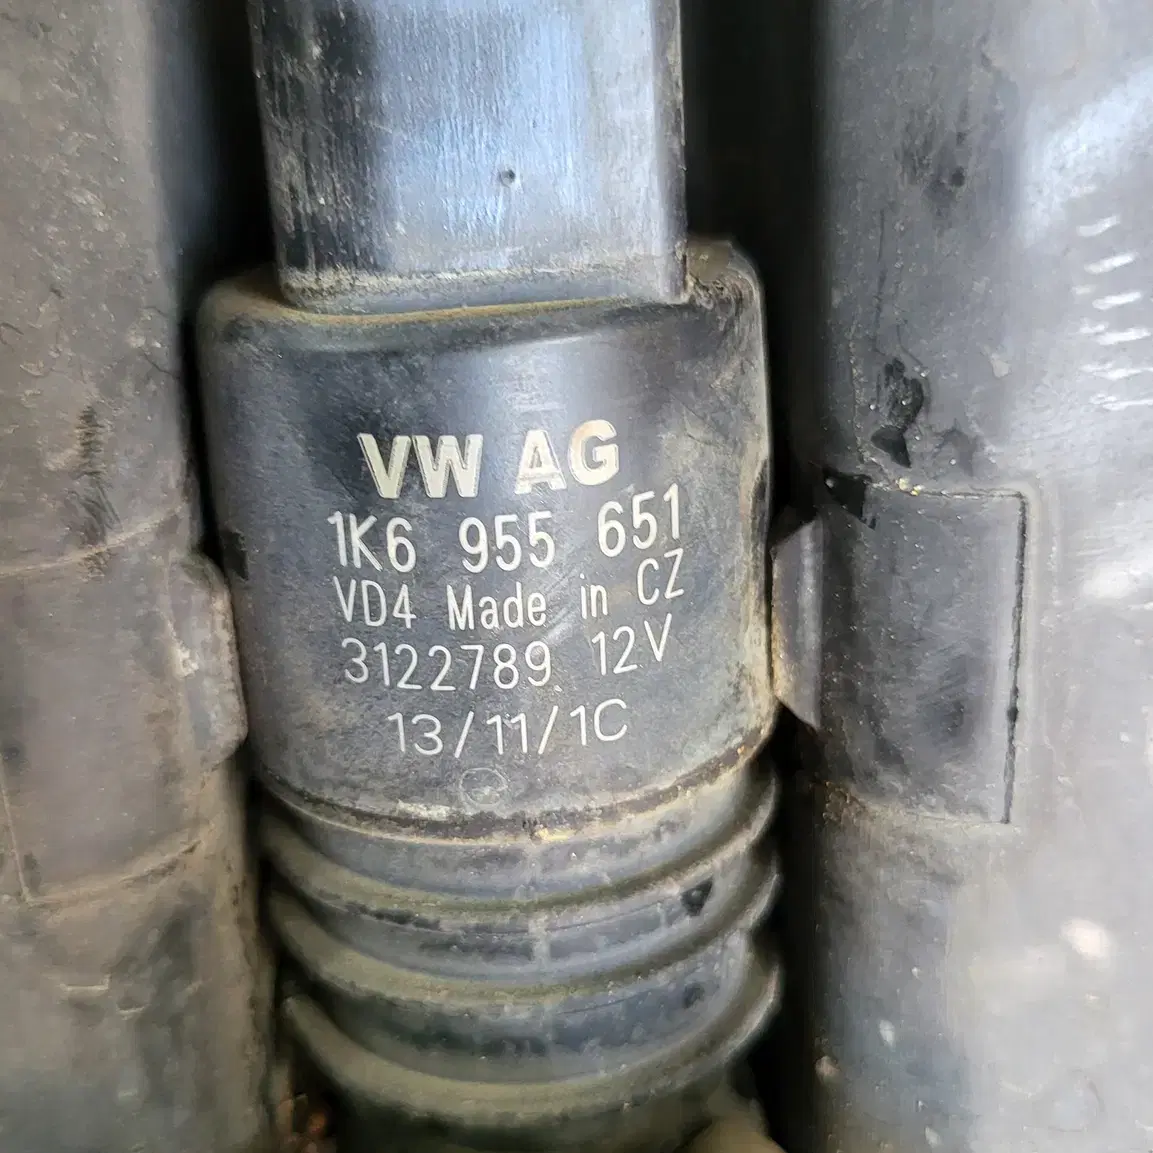 VW AG
1K6 955 651
VD4 Made in CZ
3122789 12V
13/11/1C